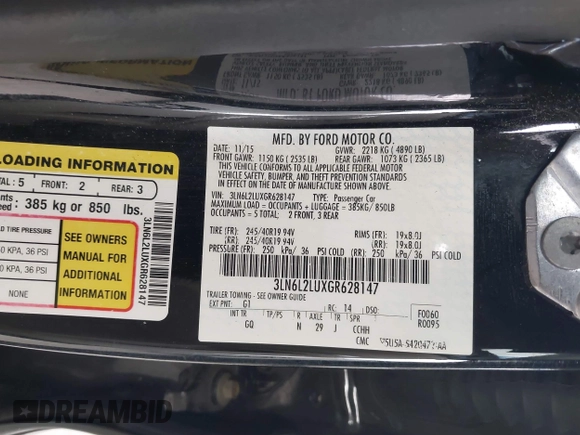 MFD. BY FORD MOTOR CO.
DATE: 11/15 GVWR: 2218 KG ( 4890 LB)
FRONT GAWR: 1150 KG ( 2535 LB) REAR GAWR: 1073 KG ( 2365 LB)
THIS VEHICLE CONFORMS TO ALL APPLICABLE FEDERAL MOTOR
VEHICLE SAFETY, BUMPER, AND THEFT PREVENTION STANDARDS
IN EFFECT ON THE DATE OF MANUFACTURE SHOWN ABOVE.
VIN: 3LN6L2LUXGR628147 TYPE: Passenger Car
MAXIMUM LOAD = OCCUPANTS + LUGGAGE = 385KG/ 850LB
OCCUPANTS = 5 TOTAL: 2 FRONT, 3 REAR
TIRE (FR): 245/40R19 94V RIMS (FR): 19x8.0J
(RR): 245/40R19 94V (RR): 19x8.0J
PRESSURE (FR): 250 kPa/ 36 PSI COLD (RR): 250 kPa/ 36 PSI COLD
3LN6L2LUXGR628147
TRAILER TOWING - SEE OWNER GUIDE
EXT PNT: G1 RC: 14 DSO:
INT TR TP/PS R AXLE TR SPR
GQ N 29 J CCHH
CMC
F0060
R0095
LOADING INFORMATION
TOTAL: 5 FRONT: 2 REAR: 3
385 kg or 850 lbs.
COLD TIRE PRESSURE
KPA, 36 PSI
KPA, 36 PSI
NONE
SEE OWNERS
MANUAL FOR
ADDITIONAL
INFORMATION
3LN6L2LUXGR628147
DREAMBID